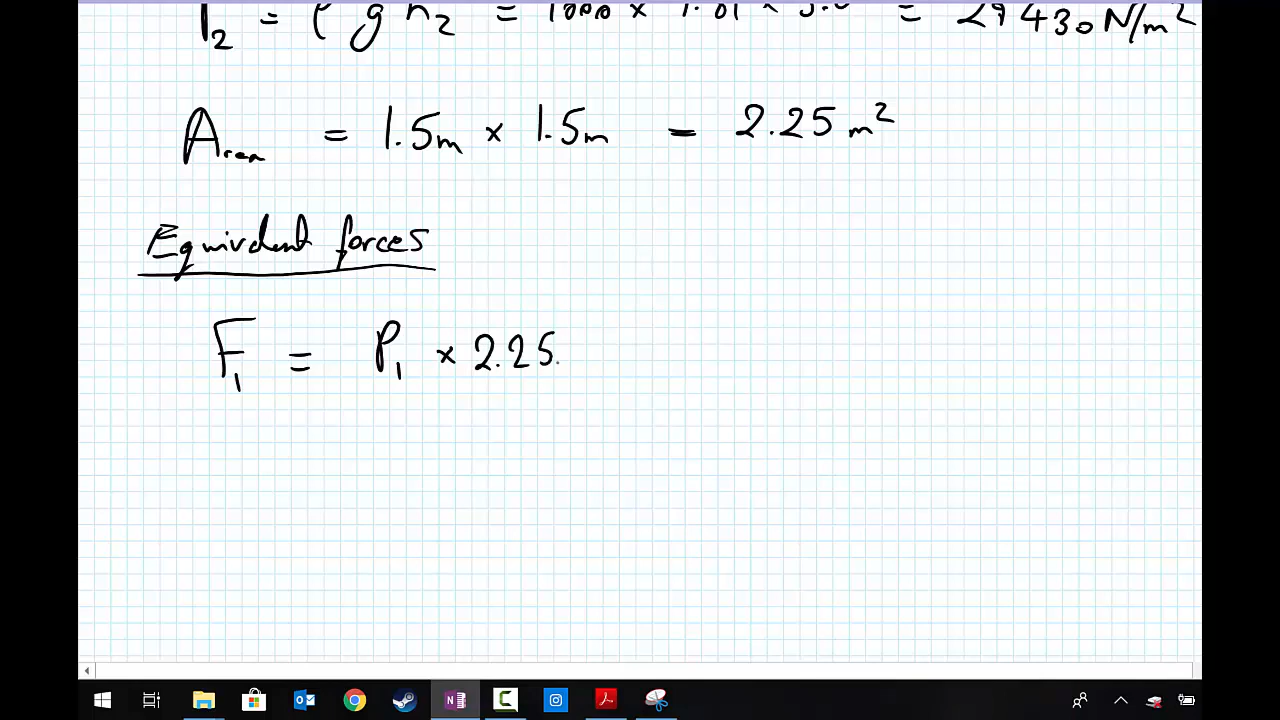 P₂ = ρ g h₂ = 1000 × 9.81 × 3.0 = 29430 N/m²
Area = 1.5m × 1.5m = 2.25 m²
Equivalent forces
F₁ = P₁ × 2.25